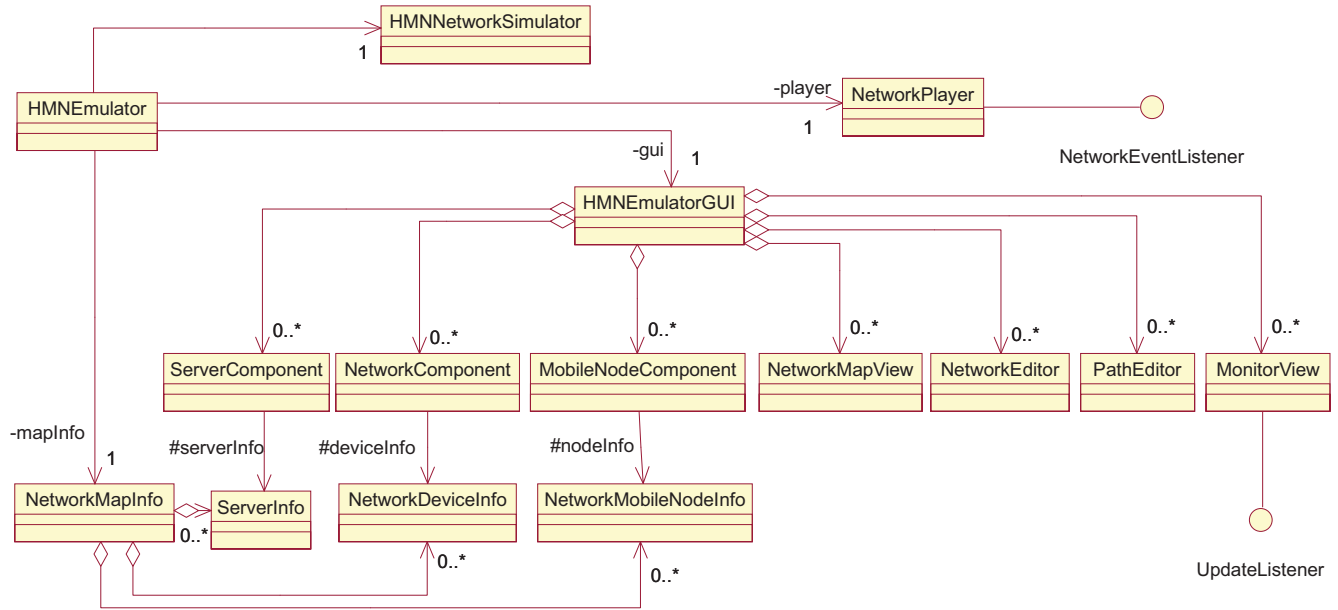 HMNNetworkSimulator
1
HMNEmulator
-player
NetworkPlayer
1
NetworkEventListener
-gui
1
HMNEmulatorGUI
0..*
0..*
0..*
0..*
0..*
0..*
0..*
ServerComponent
NetworkComponent
MobileNodeComponent
NetworkMapView
NetworkEditor
PathEditor
MonitorView
-mapInfo
#serverInfo
#deviceInfo
#nodeInfo
1
NetworkMapInfo
ServerInfo
NetworkDeviceInfo
NetworkMobileNodeInfo
0..*
0..*
0..*
UpdateListener